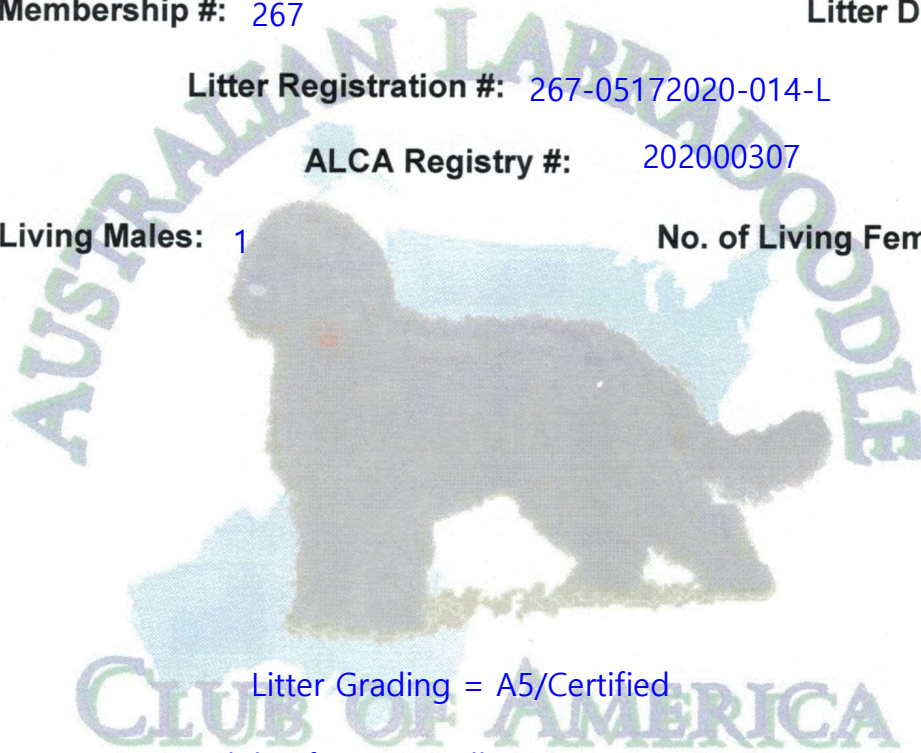 Membership #: 267 Litter D
Litter Registration #: 267-05172020-014-L
ALCA Registry #: 202000307
Living Males: 1 No. of Living Fem
AUSTRALIAN LABRADOODLE
Litter Grading = A5/Certified
CLUB OF AMERICA